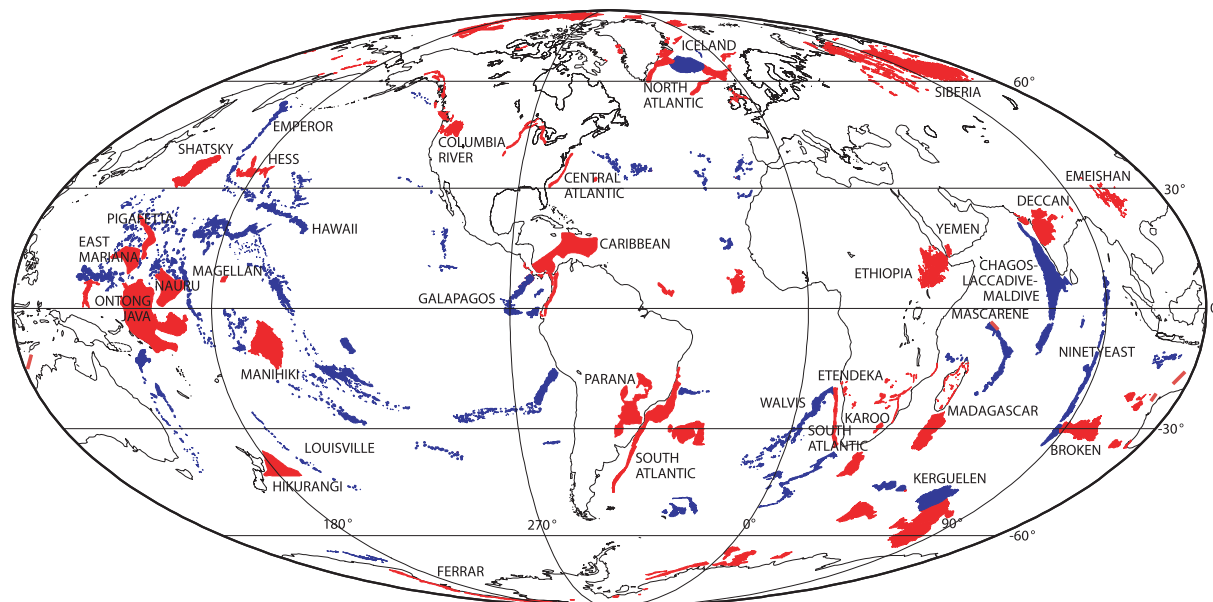 ICELAND
60°
SIBERIA
NORTH
ATLANTIC
EMPEROR
SHATSKY
HESS
COLUMBIA
RIVER
CENTRAL
ATLANTIC
EMEISHAN
30°
DECCAN
PIGAFETTA
HAWAII
YEMEN
EAST
MARIANA
CARIBBEAN
MAGELLAN
NAURU
ETHIOPIA
CHAGOS-
LACCADIVE-
MALDIVE
ONTONG
JAVA
GALAPAGOS
MASCARENE
NINETYEAST
MANIHIKI
PARANA
ETENDEKA
WALVIS
KAROO
MADAGASCAR
SOUTH
ATLANTIC
-30°
LOUISVILLE
SOUTH
ATLANTIC
BROKEN
HIKURANGI
KERGUELEN
180°
270°
0°
90°
-60°
FERRAR